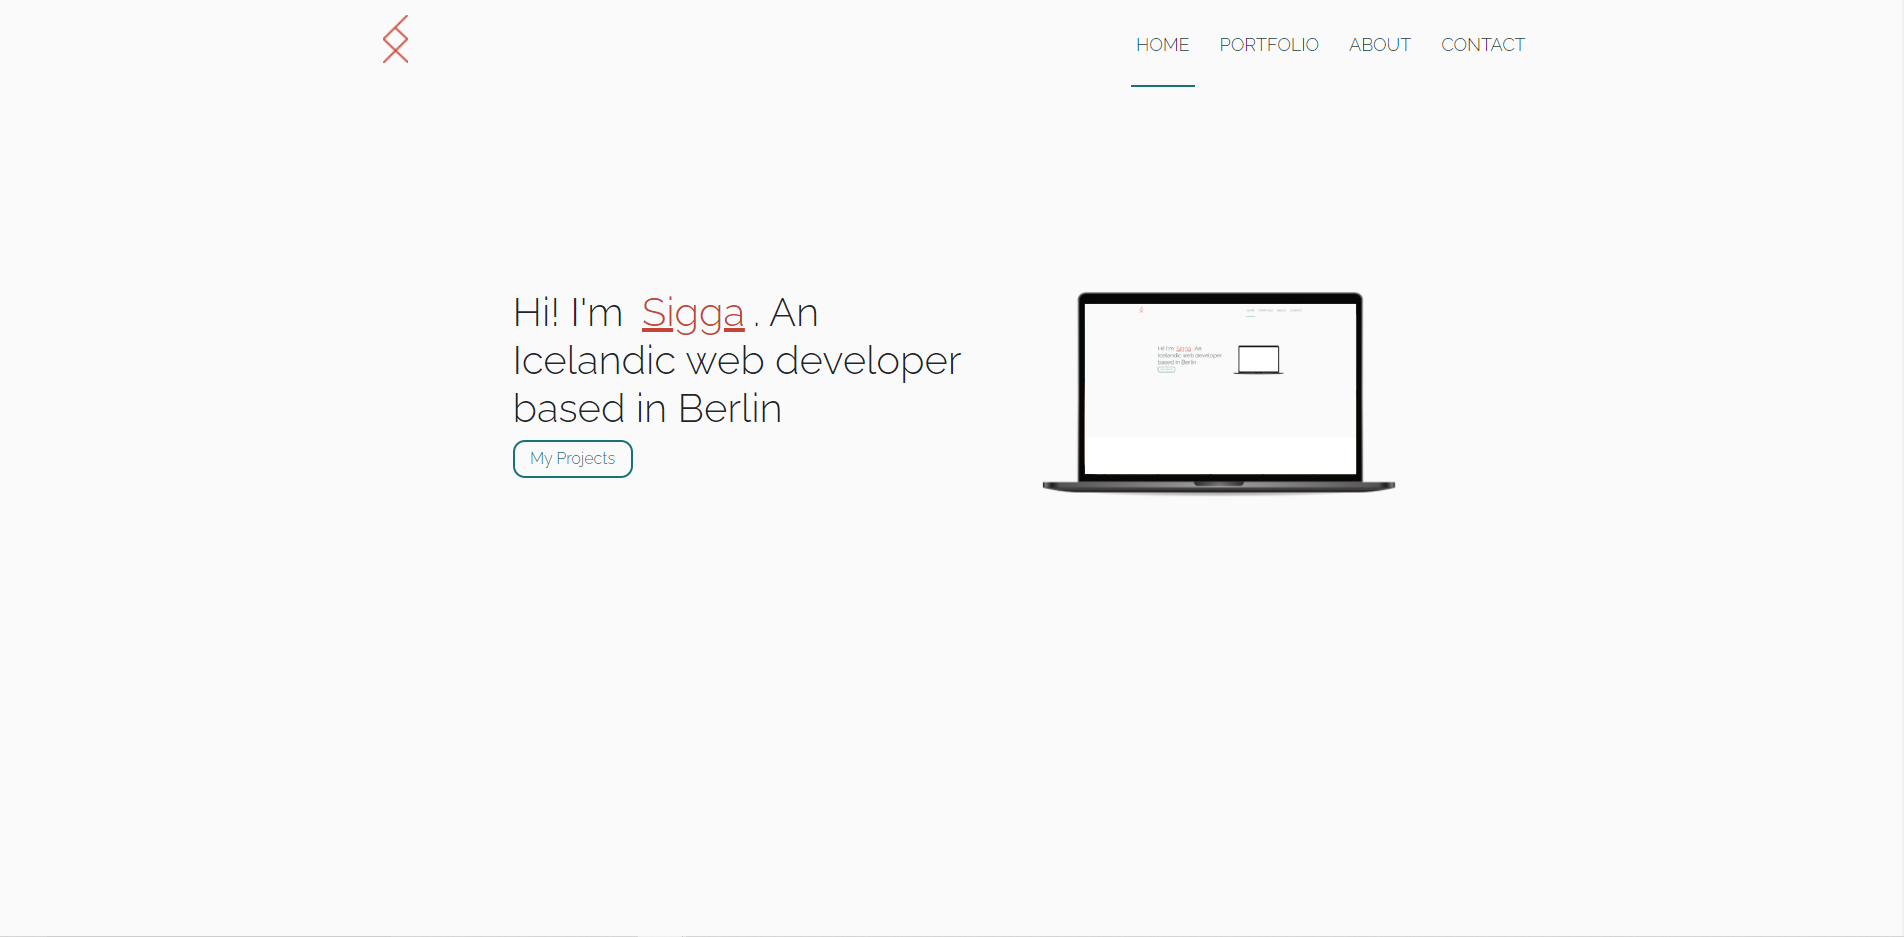 HOME PORTFOLIO ABOUT CONTACT
Hi! I'm Sigga . An
Icelandic web developer
based in Berlin
My Projects
Hi! I'm Sigga . An
Icelandic web developer
based in Berlin